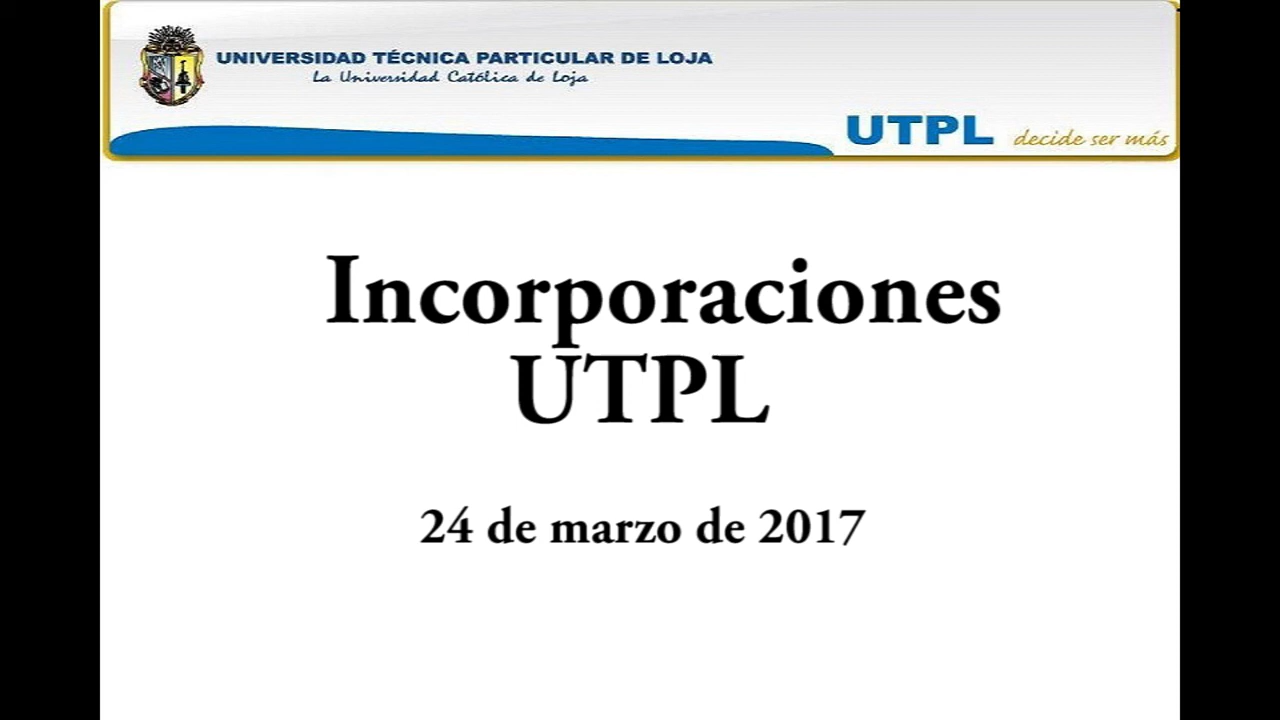 UNIVERSIDAD TÉCNICA PARTICULAR DE LOJA
La Universidad Católica de Loja
UTPL decide ser más
Incorporaciones
UTPL
24 de marzo de 2017